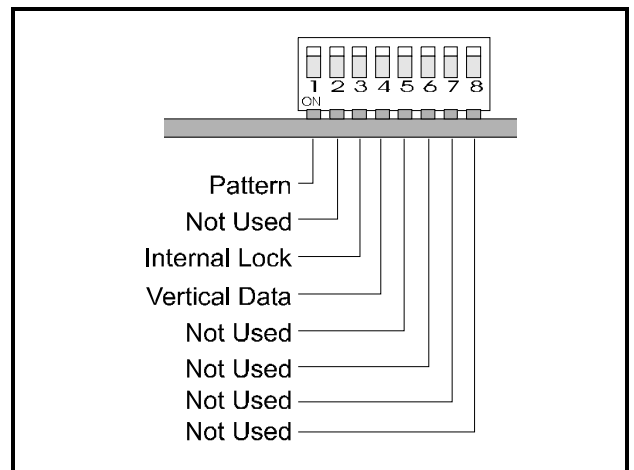 1 2 3 4 5 6 7 8
ON
Pattern
Not Used
Internal Lock
Vertical Data
Not Used
Not Used
Not Used
Not Used